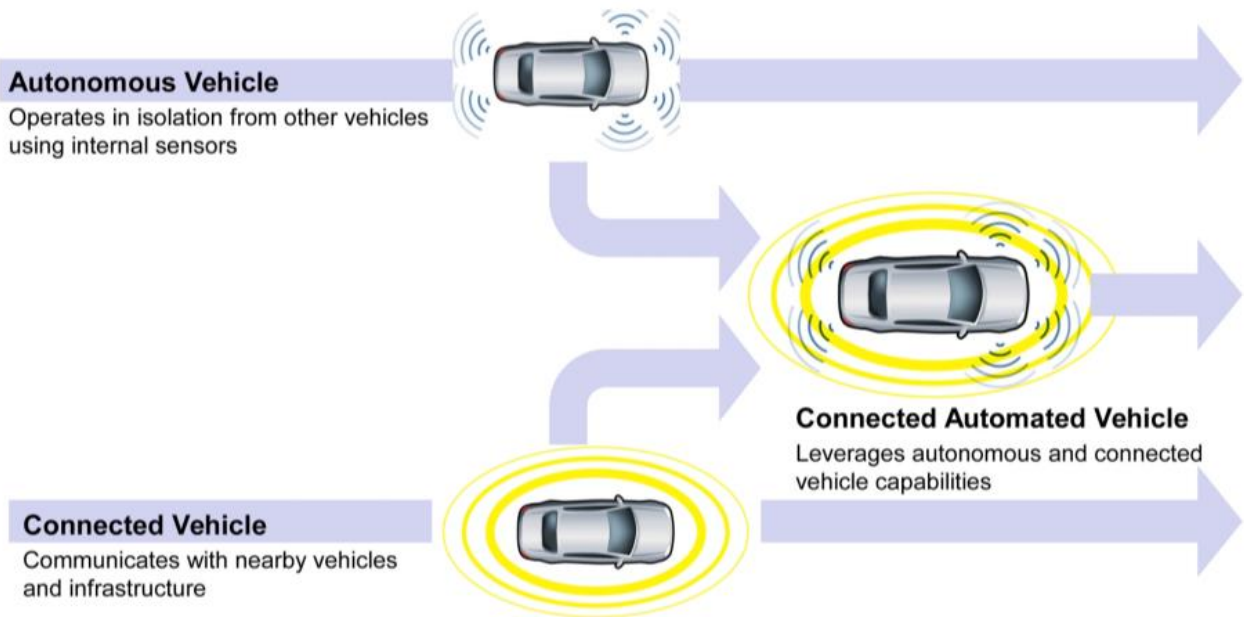 Autonomous Vehicle
Operates in isolation from other vehicles
using internal sensors
Connected Automated Vehicle
Leverages autonomous and connected
vehicle capabilities
Connected Vehicle
Communicates with nearby vehicles
and infrastructure